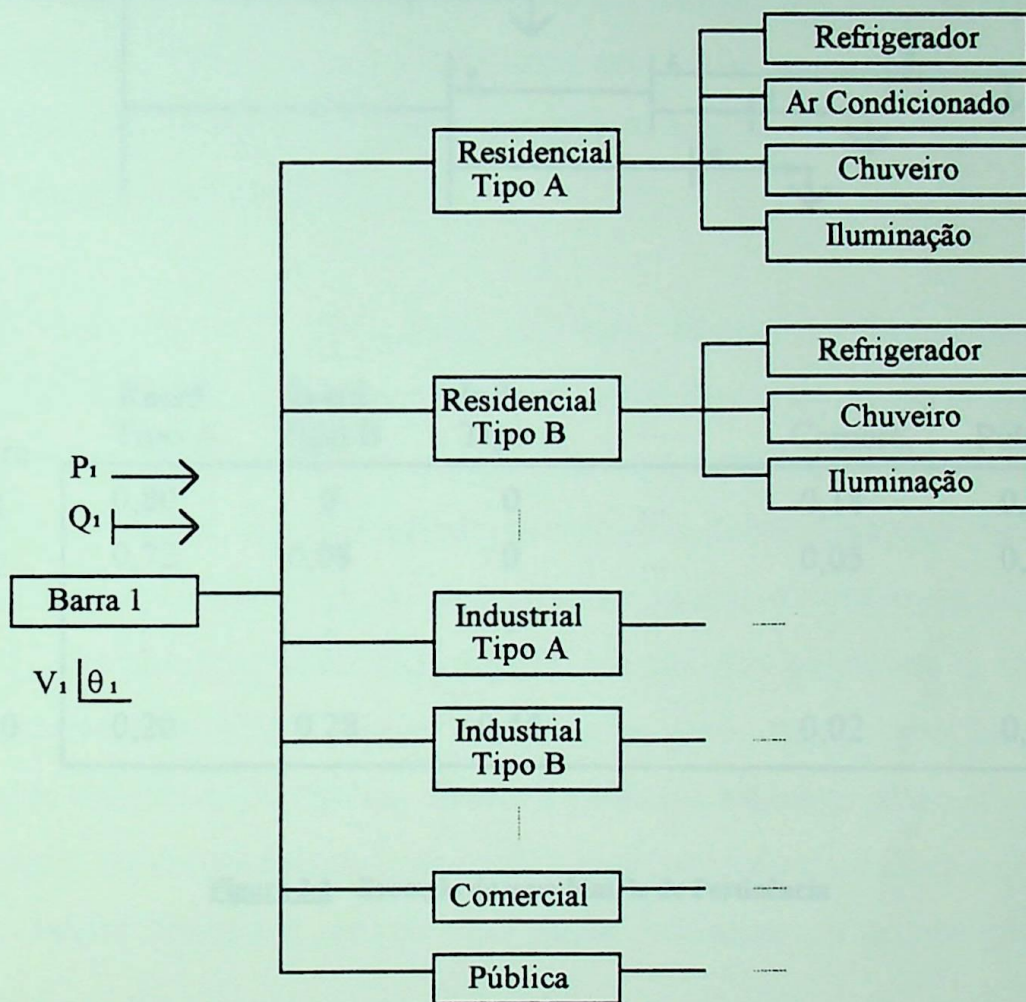 Refrigerador
Ar Condicionado
Residencial
Tipo A
Chuveiro
Iluminação
Refrigerador
Residencial
Tipo B
Chuveiro
Iluminação
P₁
Q₁
Barra 1
V₁ θ₁
Industrial
Tipo A
Industrial
Tipo B
Comercial
Pública